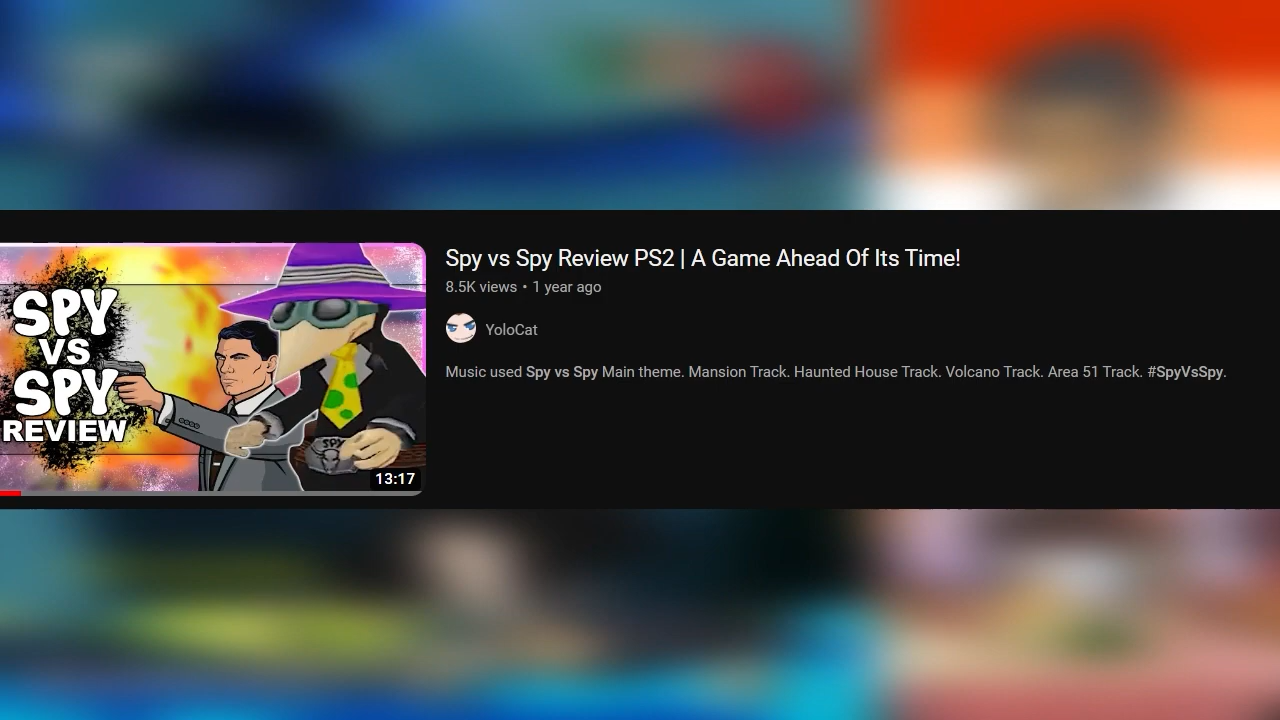 SPY
VS
SPY
REVIEW
SPY
13:17
Spy vs Spy Review PS2 | A Game Ahead Of Its Time!
8.5K views • 1 year ago
YoloCat
Music used Spy vs Spy Main theme. Mansion Track. Haunted House Track. Volcano Track. Area 51 Track. #SpyVsSpy.